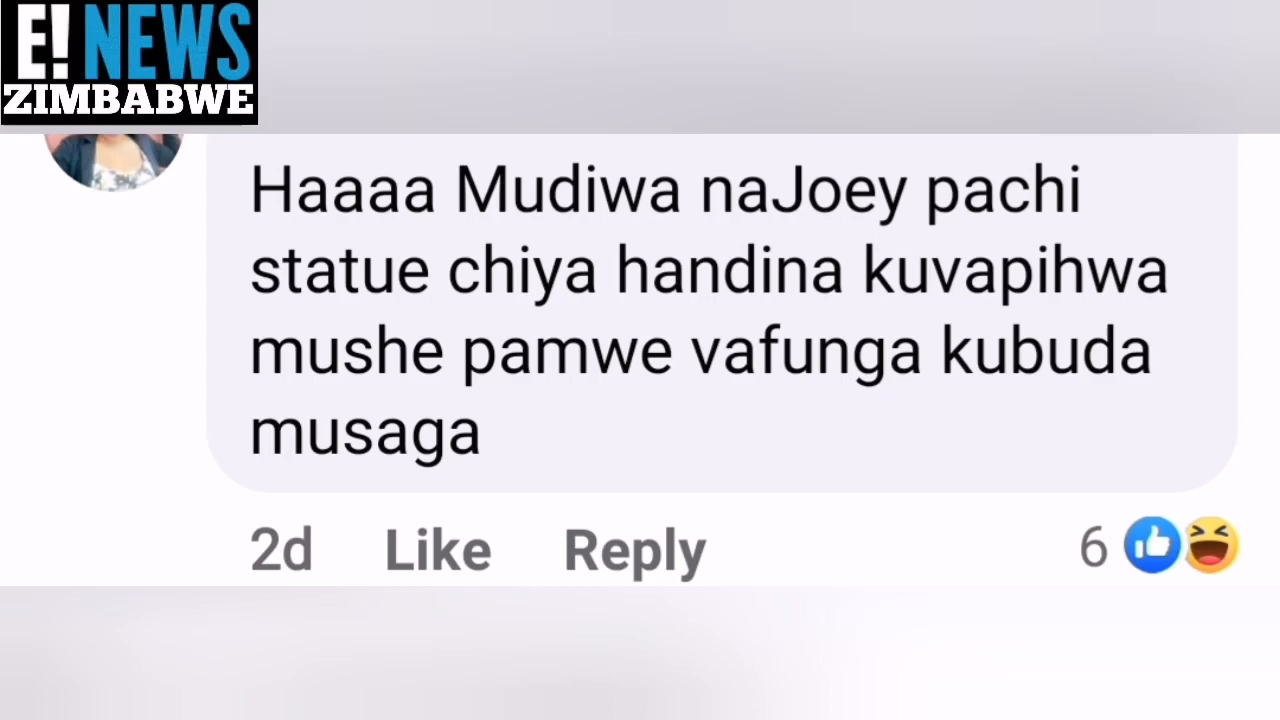 E! NEWS
ZIMBABWE
Haaaa Mudiwa naJoey pachi
statue chiya handina kuvapihwa
mushe pamwe vafunga kubuda
musaga
2d Like Reply 6